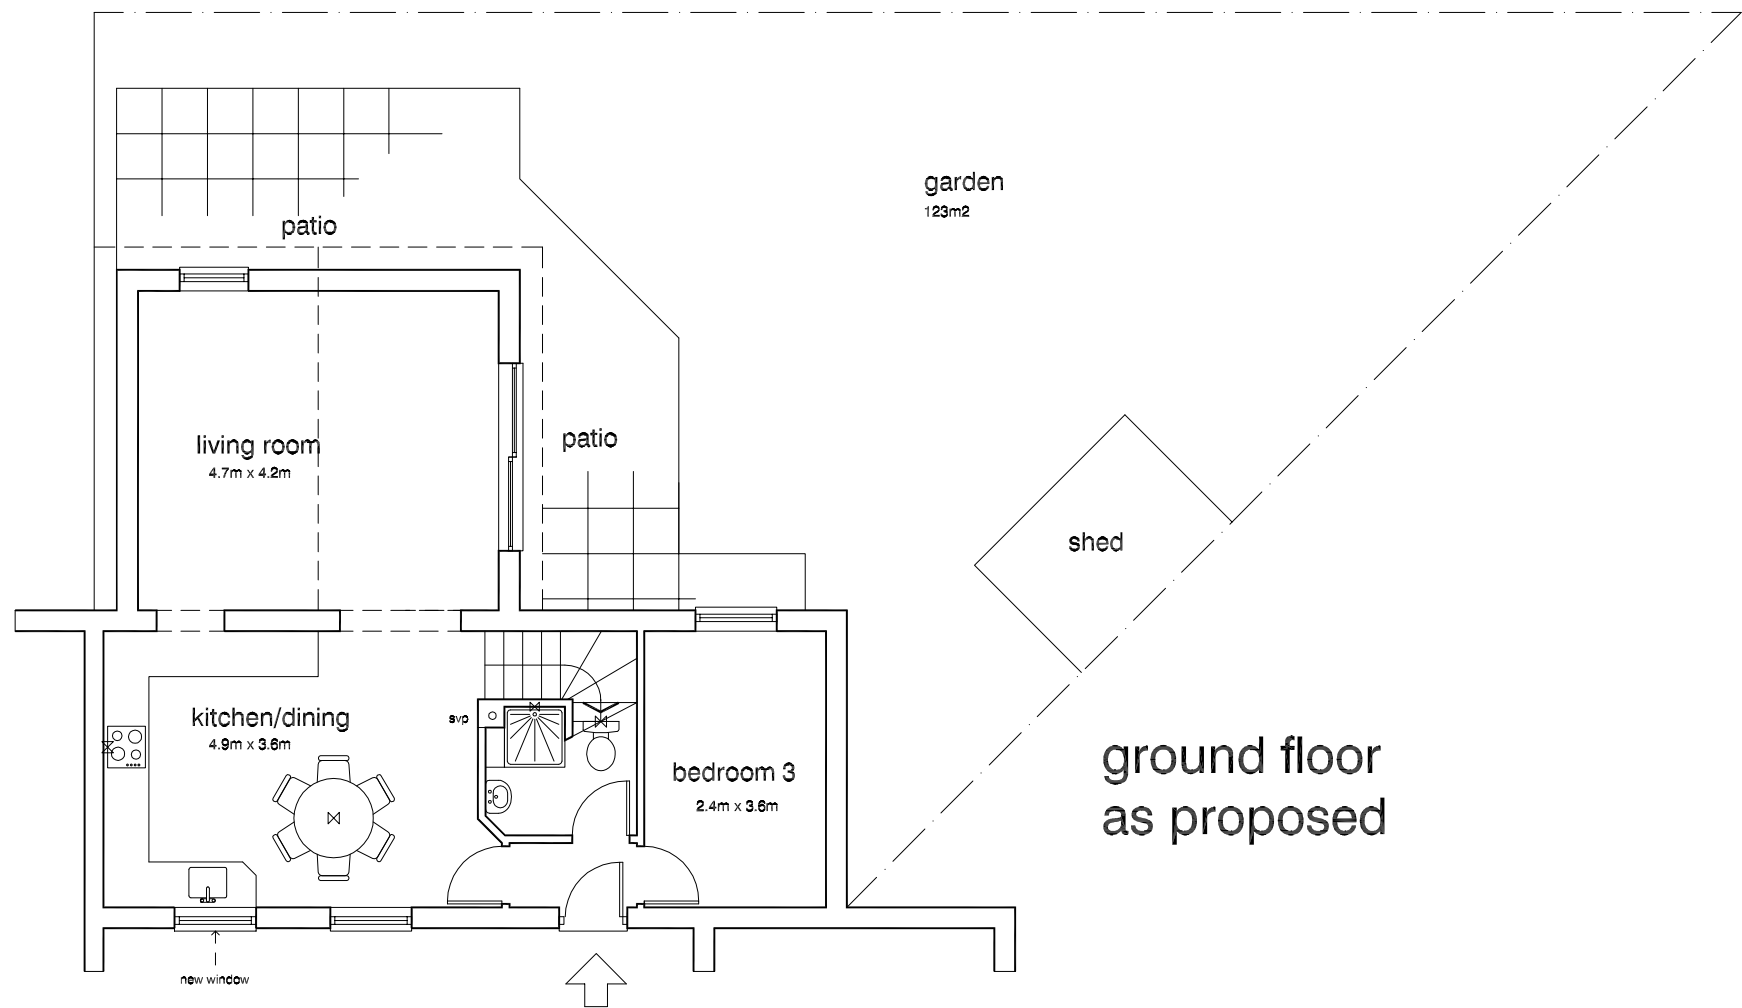 garden
123m2
patio
patio
living room
4.7m x 4.2m
shed
kitchen/dining
4.9m x 3.6m
svp
bedroom 3
2.4m x 3.6m
ground floor
as proposed
new window